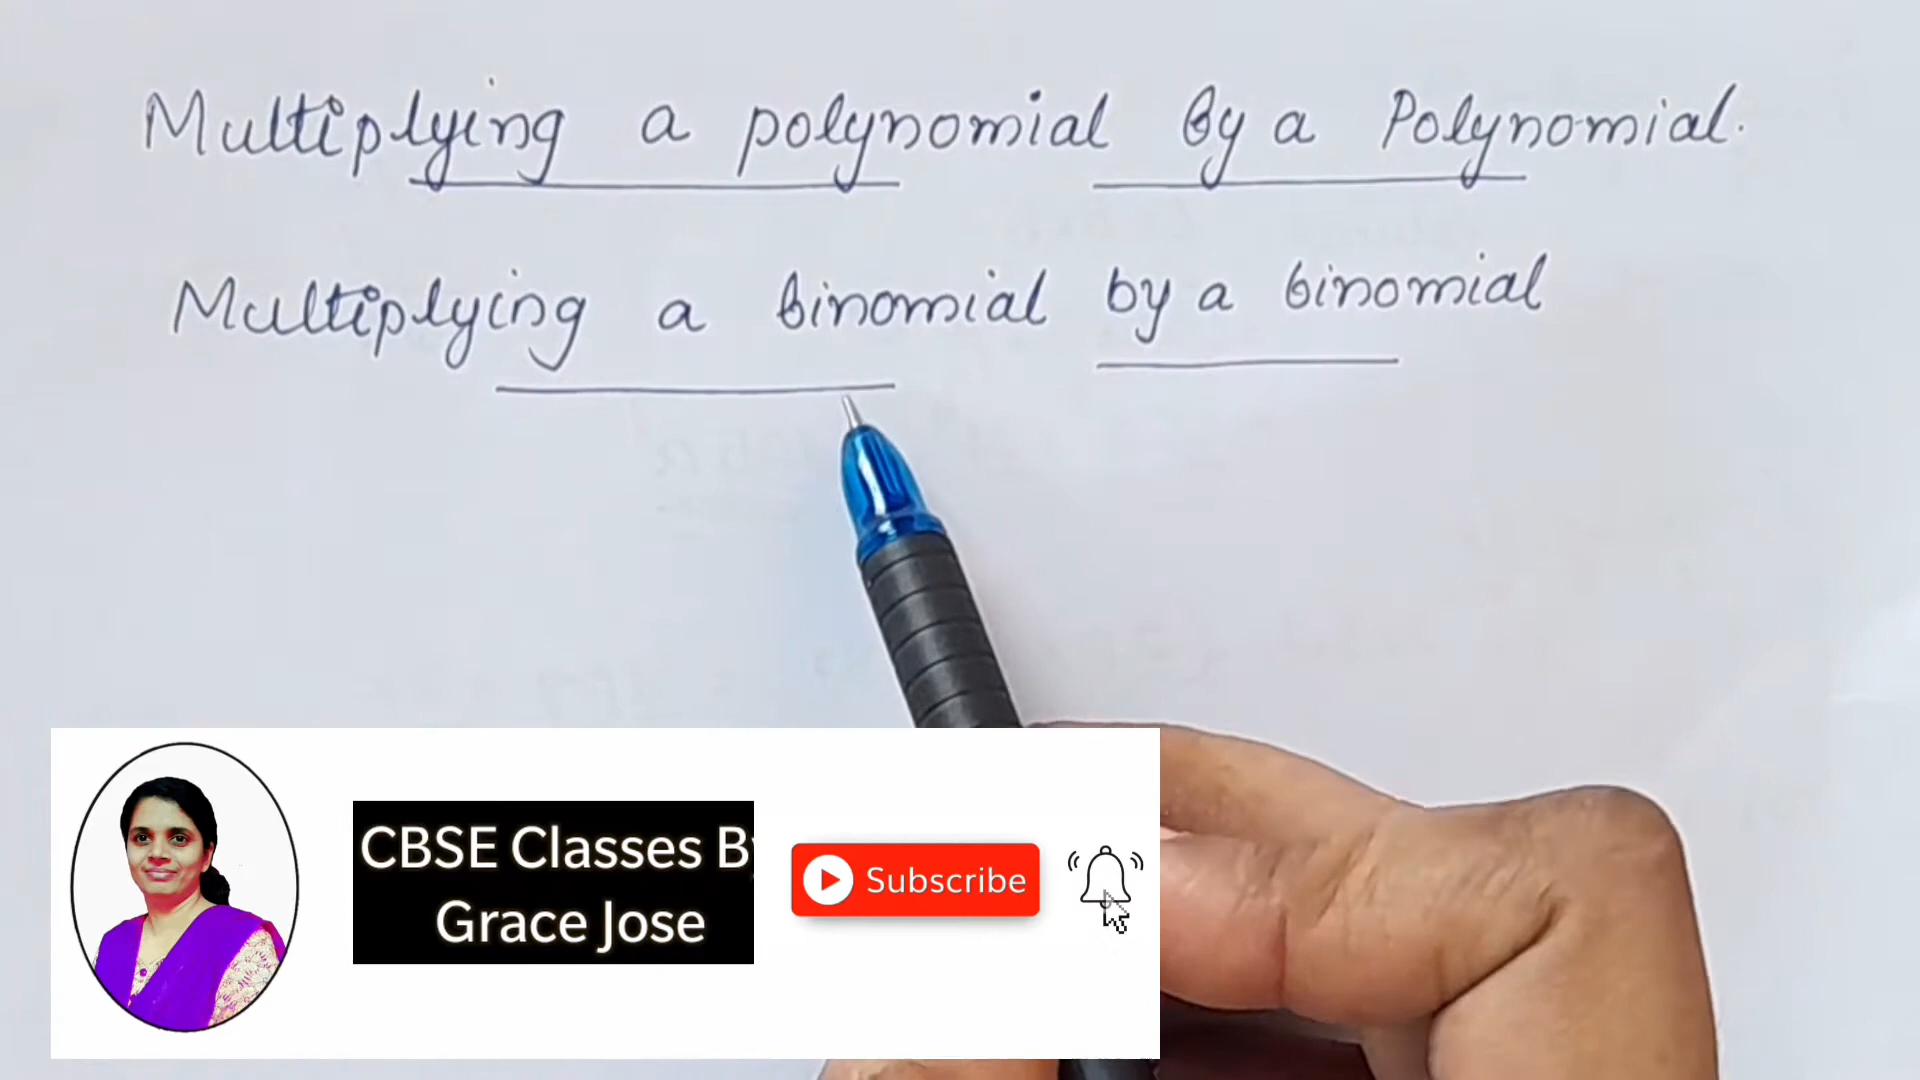 Multiplying a polynomial by a Polynomial.
Multiplying a binomial by a binomial
CBSE Classes By
Grace Jose
Subscribe